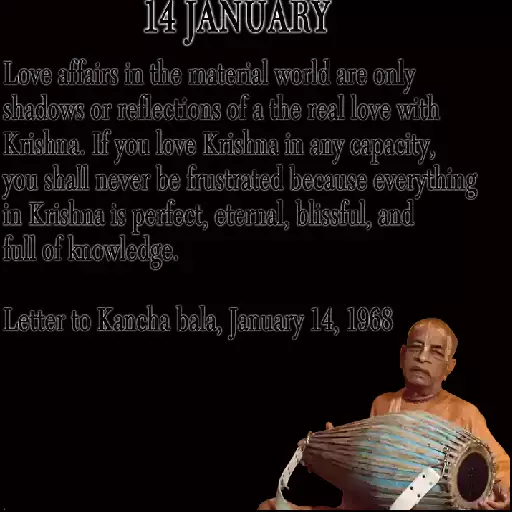 14 JANUARY
Love affairs in the material world are only
shadows or reflections of a the real love with
Krishna. If you love Krishna in any capacity,
you shall never be frustrated because everything
in Krishna is perfect, eternal, blissful, and
full of knowledge.
Letter to Kancha bala, January 14, 1968